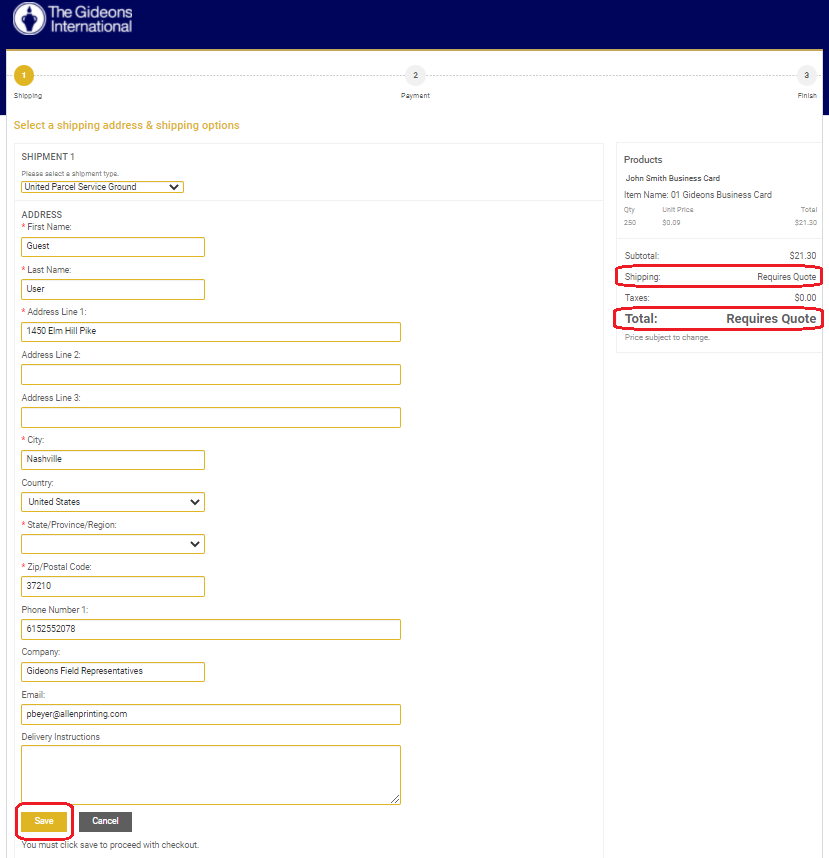 The Gideons
International
1
2
3
Shipping
Payment
Finish
Select a shipping address & shipping options
SHIPMENT 1
Please select a shipment type.
United Parcel Service Ground
ADDRESS
* First Name:
Guest
* Last Name:
User
* Address Line 1:
1450 Elm Hill Pike
Address Line 2:
Address Line 3:
* City:
Nashville
Country:
United States
* State/Province/Region:
* Zip/Postal Code:
37210
Phone Number 1:
6152552078
Company:
Gideons Field Representatives
Email:
pbeyer@allenprinting.com
Delivery Instructions
Save Cancel
You must click save to proceed with checkout.
Products
John Smith Business Card
Item Name: 01 Gideons Business Card
Qty Unit Price Total
250 $0.09 $21.30
Subtotal: $21.30
Shipping: Requires Quote
Taxes: $0.00
Total: Requires Quote
Price subject to change.